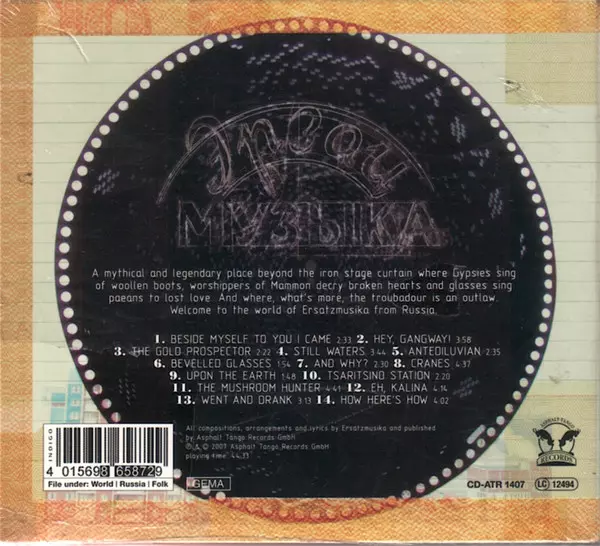 Эрзац
МУЗЫКА
A mythical and legendary place beyond the iron stage curtain where Gypsies sing
of woollen boots, worshippers of Mammon decry broken hearts and glasses sing
paeans to lost love. And where, what's more, the troubadour is an outlaw.
Welcome to the world of Ersatzmusika from Russia.
1. BESIDE MYSELF TO YOU I CAME 2:33 2. HEY, GANGWAY! 3:58
3. THE GOLD PROSPECTOR 2:22 4. STILL WATERS 3:44 5. ANTEDILUVIAN 2:35
6. BEVELLED GLASSES 1:54 7. AND WHY? 2:30 8. CRANES 4:37
9. UPON THE EARTH 1:48 10. TSARITSINO STATION 2:20
11. THE MUSHROOM HUNTER 4:41 12. EH, KALINA 4:14
13. WENT AND DRANK 3:13 14. HOW HERE'S HOW 4:02
All compositions, arrangements and lyrics by Ersatzmusika and published
by Asphalt Tango Records GmbH
℗ & © 2007 Asphalt Tango Records GmbH
playing time:
INDIGO
4 015698 658729
File under: World | Russia | Folk
GEMA
ASPHALT TANGO
RECORDS
CD-ATR 1407
LC 12494